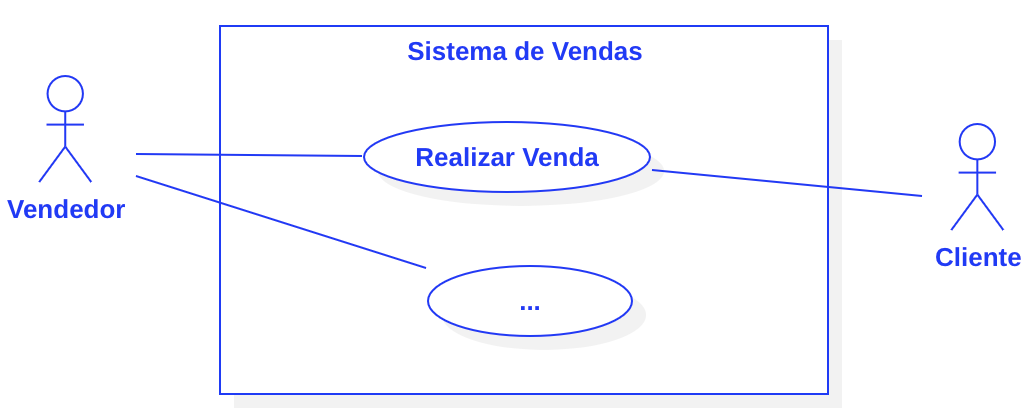 Sistema de Vendas
Realizar Venda
Vendedor
Cliente
...